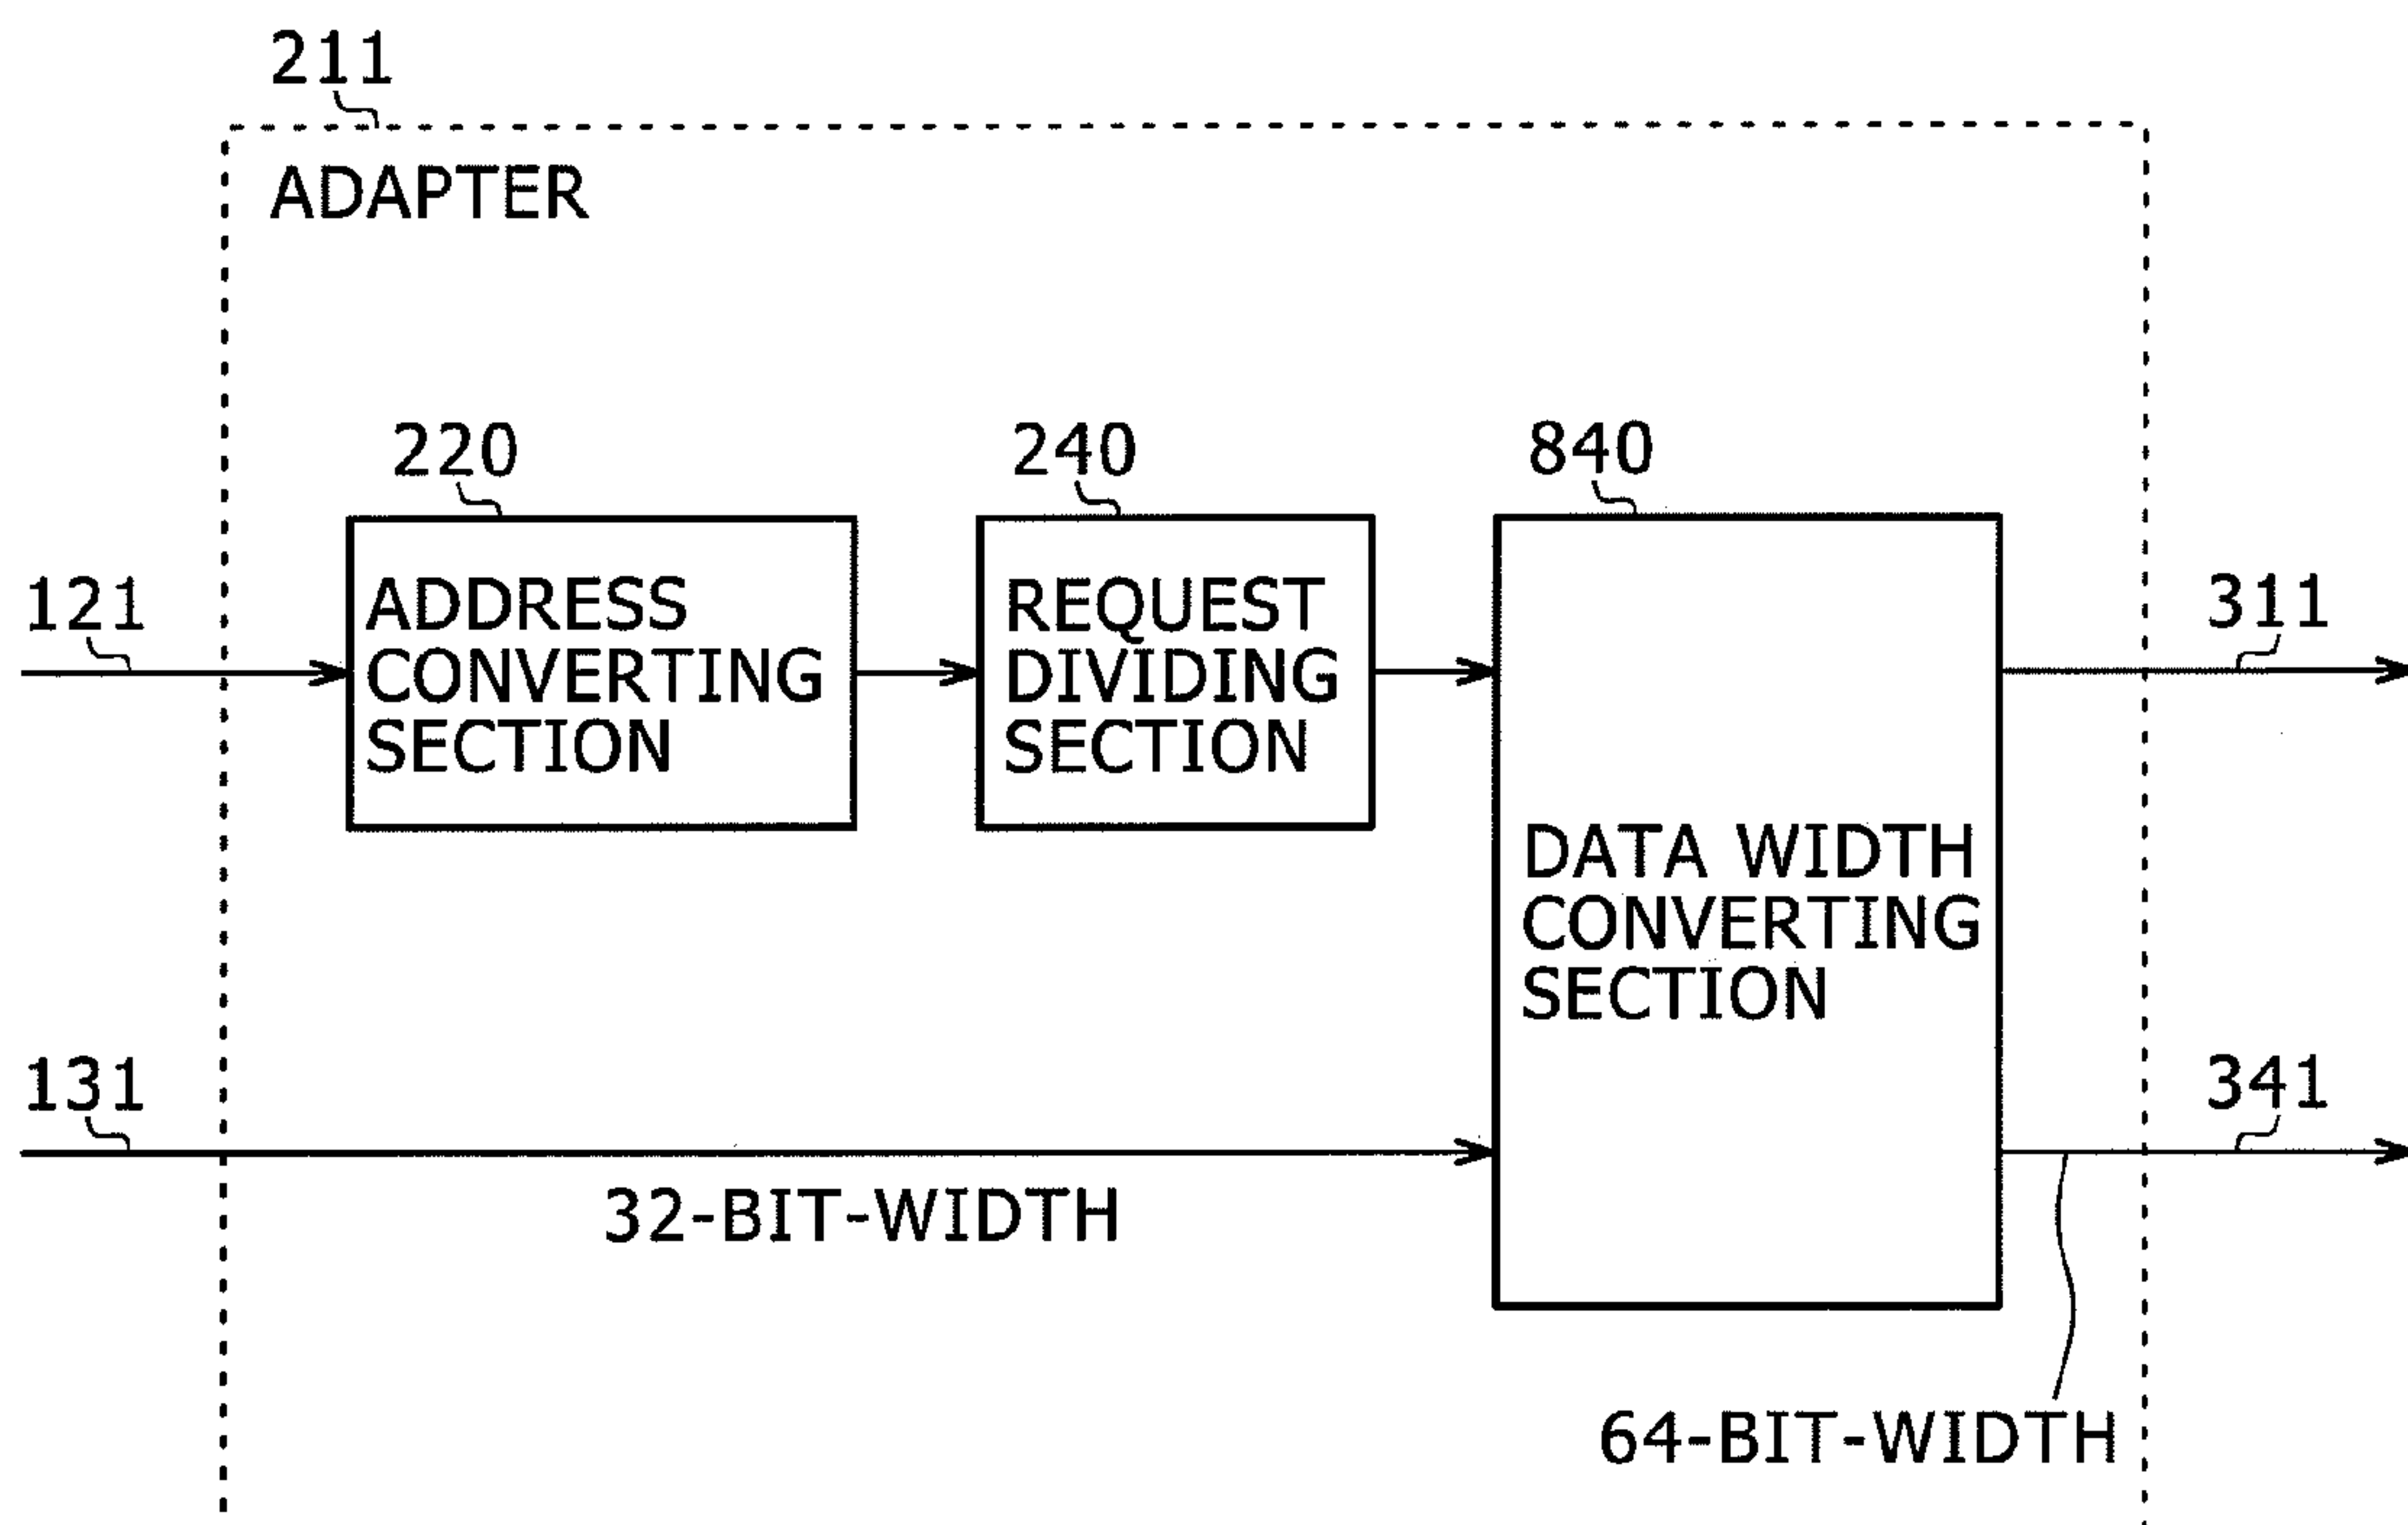 211
ADAPTER
220
240
840
121
ADDRESS
CONVERTING
SECTION
REQUEST
DIVIDING
SECTION
311
DATA WIDTH
CONVERTING
SECTION
131
341
32-BIT-WIDTH
64-BIT-WIDTH